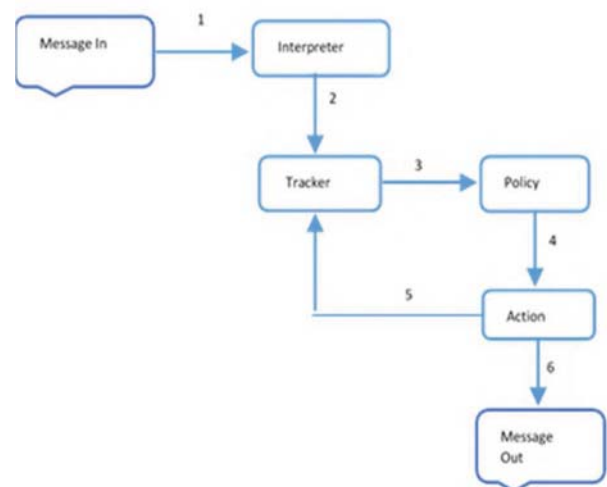 1
Message In
Interpreter
2
Tracker
3
Policy
4
5
Action
6
Message
Out